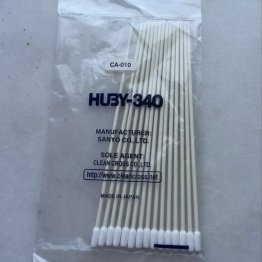 CA-010
HUBY-340
MANUFACTURER:
SANYO CO.,LTD.
SOLE AGENT:
CLEAN CROSS CO.,LTD.
http://www.cleancross.net
MADE IN JAPAN